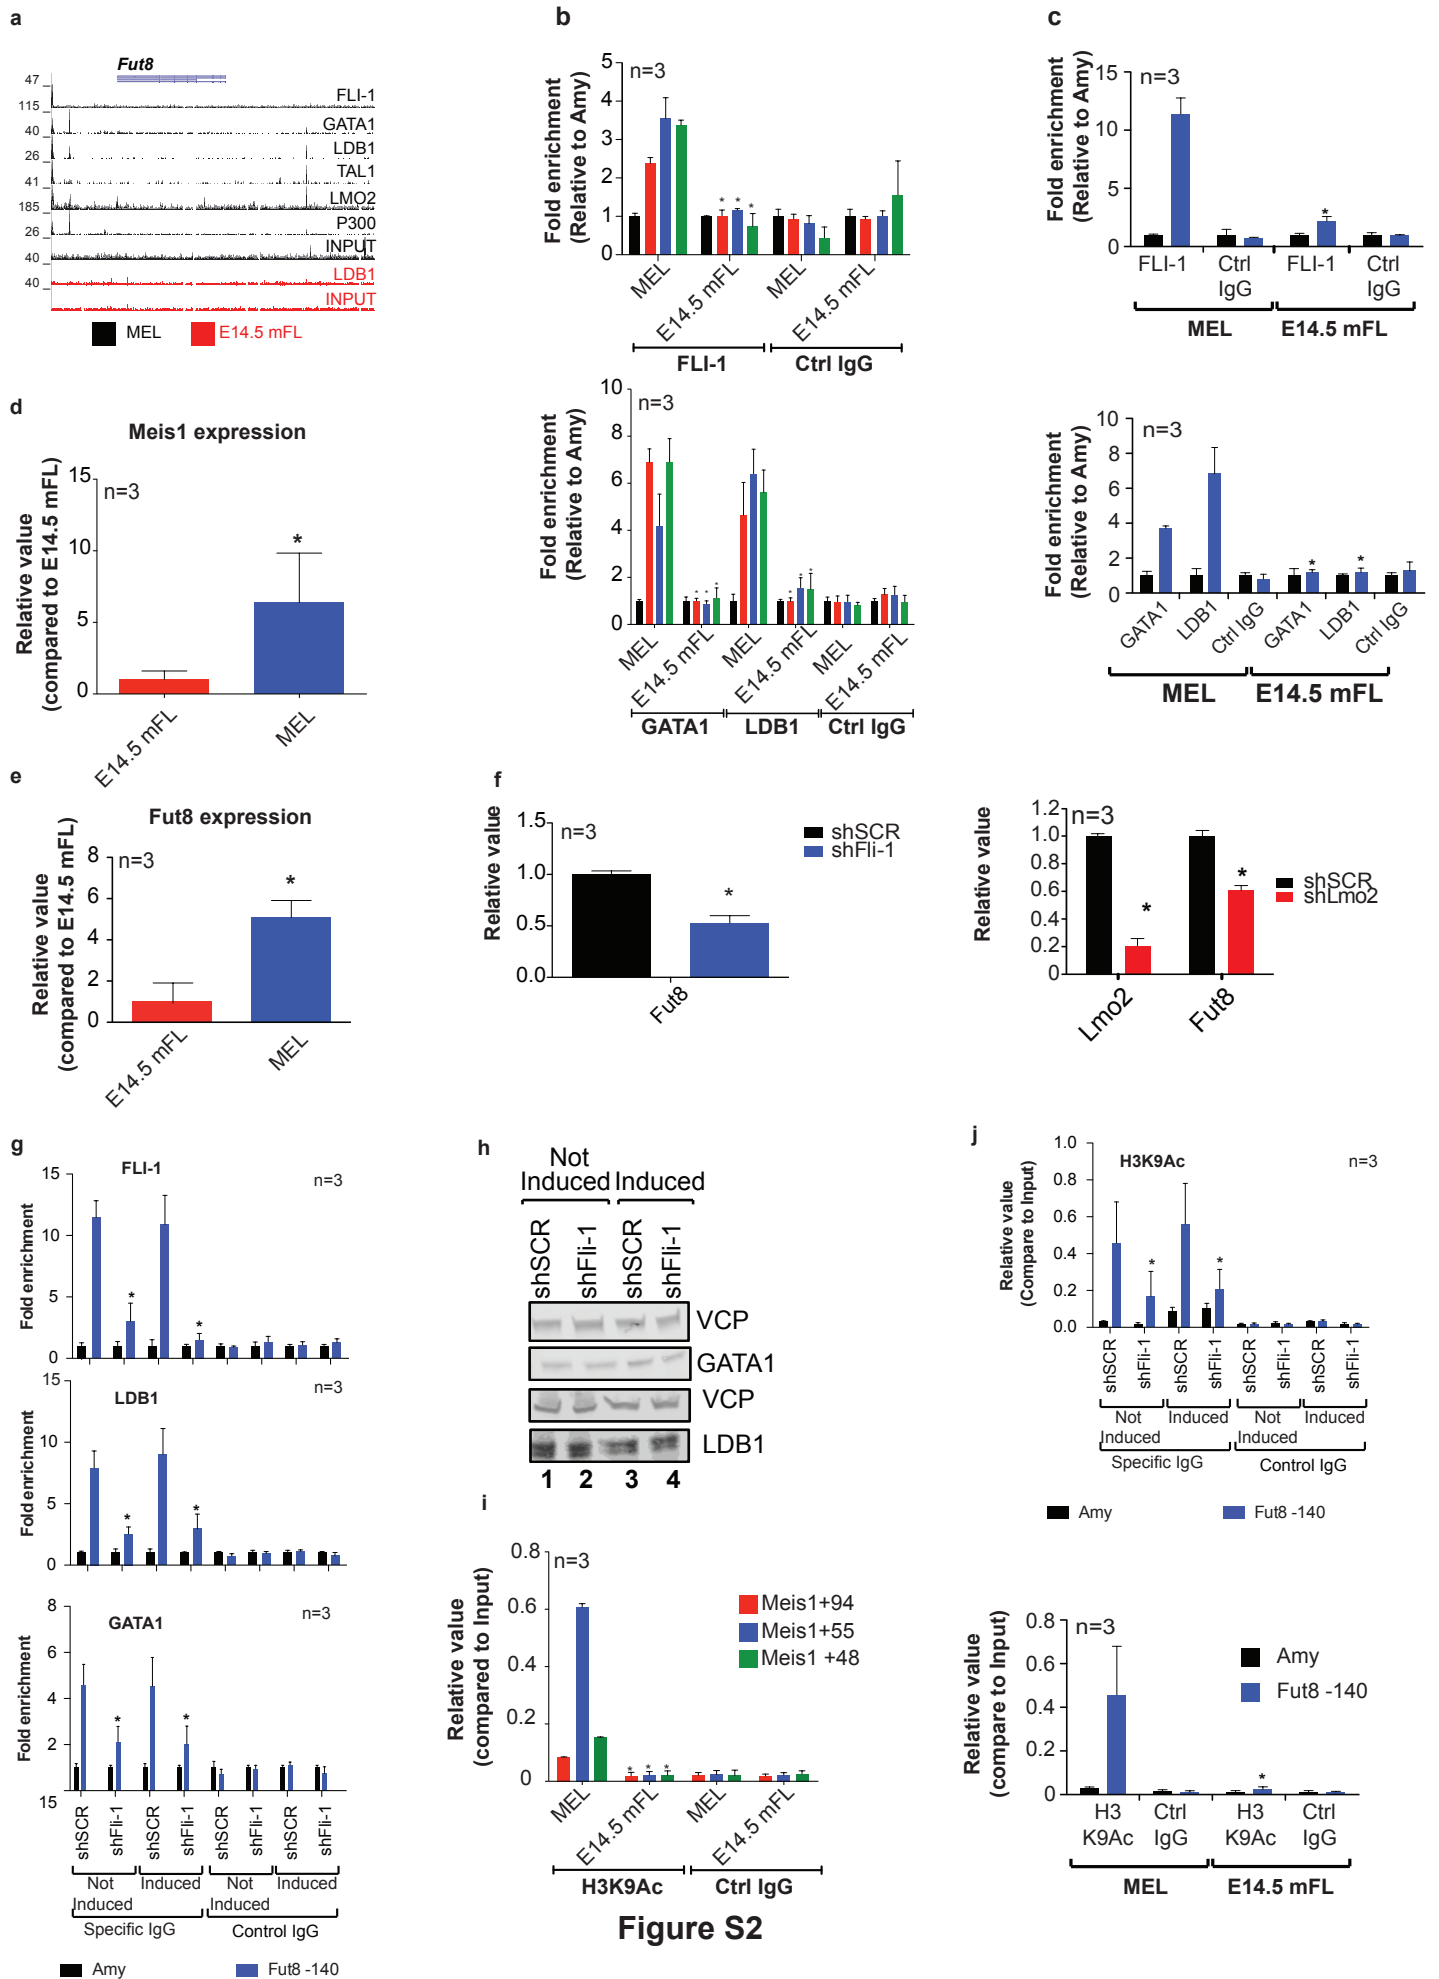 a
Fut8
47
FLI-1
115
GATA1
40
LDB1
26
TAL1
41
LMO2
185
P300
26
INPUT
40
LDB1
40
INPUT
MEL
E14.5 mFL
b
n=3
Fold enrichment
(Relative to Amy)
5
4
3
2
1
0
* * *
MEL
E14.5 mFL
MEL
E14.5 mFL
FLI-1
Ctrl IgG
n=3
Fold enrichment
(Relative to Amy)
10
8
6
4
2
0
* * * * * *
MEL
E14.5 mFL
MEL
E14.5 mFL
MEL
E14.5 mFL
GATA1
LDB1
Ctrl IgG
c
n=3
Fold enrichment
(Relative to Amy)
15
10
5
0
*
FLI-1
Ctrl
IgG
FLI-1
Ctrl
IgG
MEL
E14.5 mFL
n=3
Fold enrichment
(Relative to Amy)
10
8
6
4
2
0
* *
GATA1
LDB1
Ctrl IgG
GATA1
LDB1
Ctrl IgG
MEL
E14.5 mFL
d
Meis1 expression
n=3
Relative value
(compared to E14.5 mFL)
15
10
5
0
*
E14.5 mFL
MEL
e
Fut8 expression
n=3
Relative value
(compared to E14.5 mFL)
8
6
4
2
0
*
E14.5 mFL
MEL
f
n=3
Relative value
1.5
1.0
0.5
0.0
*
Fut8
shSCR
shFli-1
n=3
Relative value
1.2
1.0
0.8
0.6
0.4
0.2
0
* *
Lmo2
Fut8
shSCR
shLmo2
g
FLI-1
n=3
Fold enrichment
15
10
5
0
* *
LDB1
n=3
Fold enrichment
15
10
5
0
* *
GATA1
n=3
Fold enrichment
8
6
4
2
15
* *
shSCR
shFli-1
shSCR
shFli-1
shSCR
shFli-1
shSCR
shFli-1
Not
Induced
Induced
Not
Induced
Induced
Specific IgG
Control IgG
Amy
Fut8 -140
h
Not
Induced
Induced
shSCR
shFli-1
shSCR
shFli-1
VCP
GATA1
VCP
LDB1
1 2 3 4
i
n=3
Relative value
(compared to Input)
0.8
0.6
0.4
0.2
0
* * *
Meis1+94
Meis1+55
Meis1 +48
MEL
E14.5 mFL
MEL
E14.5 mFL
H3K9Ac
Ctrl IgG
j
H3K9Ac
n=3
Relative value
(Compare to Input)
1.0
0.8
0.6
0.4
0.2
0.0
* *
shSCR
shFli-1
shSCR
shFli-1
shSCR
shFli-1
shSCR
shFli-1
Not
Induced
Induced
Not
Induced
Induced
Specific IgG
Control IgG
Amy
Fut8 -140
n=3
Relative value
(compare to Input)
0.8
0.6
0.4
0.2
0
*
Amy
Fut8 -140
H3
K9Ac
Ctrl
IgG
H3
K9Ac
Ctrl
IgG
MEL
E14.5 mFL
Figure S2